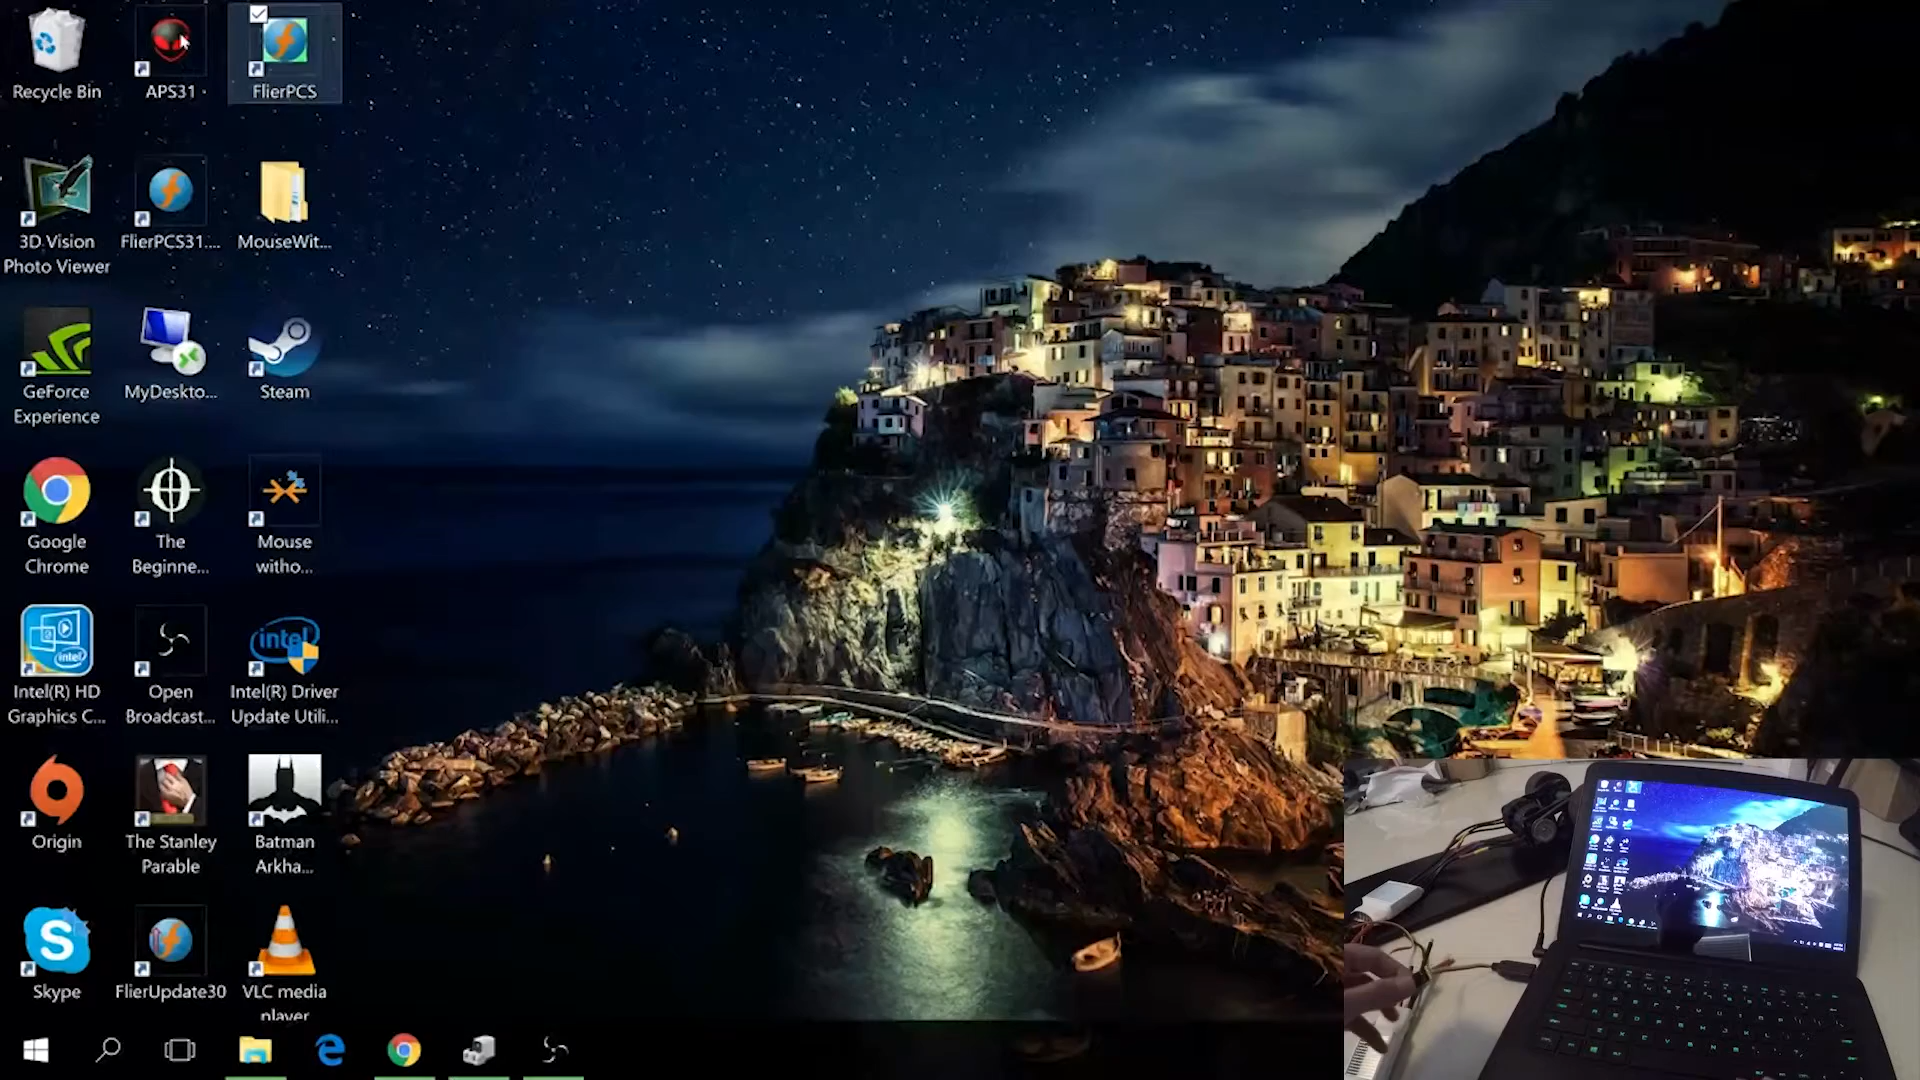 Recycle Bin
APS31
FlierPCS
3D Vision
Photo Viewer
FlierPCS31....
MouseWit...
GeForce
Experience
MyDeskto...
Steam
Google
Chrome
The
Beginne...
Mouse
witho...
intel
intel
Intel(R) HD
Graphics C...
Open
Broadcast...
Intel(R) Driver
Update Utili...
Origin
The Stanley
Parable
Batman
Arkha...
S
Skype
FlierUpdate30
VLC media
player